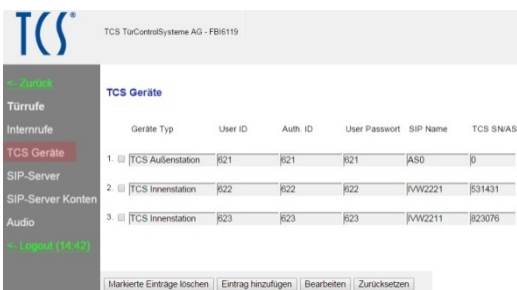 TCS
TCS TürControlSysteme AG - FBI6119
<- Zurück
Türrufe
Internrufe
TCS Geräte
SIP-Server
SIP-Server Konten
Audio
<- Logout (14:42)
TCS Geräte
Geräte Typ User ID Auth. ID User Passwort SIP Name TCS SN/AS
1. TCS Außenstation 621 621 621 AS0 0
2. TCS Innenstation 622 622 622 IVW2221 531431
3. TCS Innenstation 623 623 623 IVW2211 823076
Markierte Einträge löschen Eintrag hinzufügen Bearbeiten Zurücksetzen